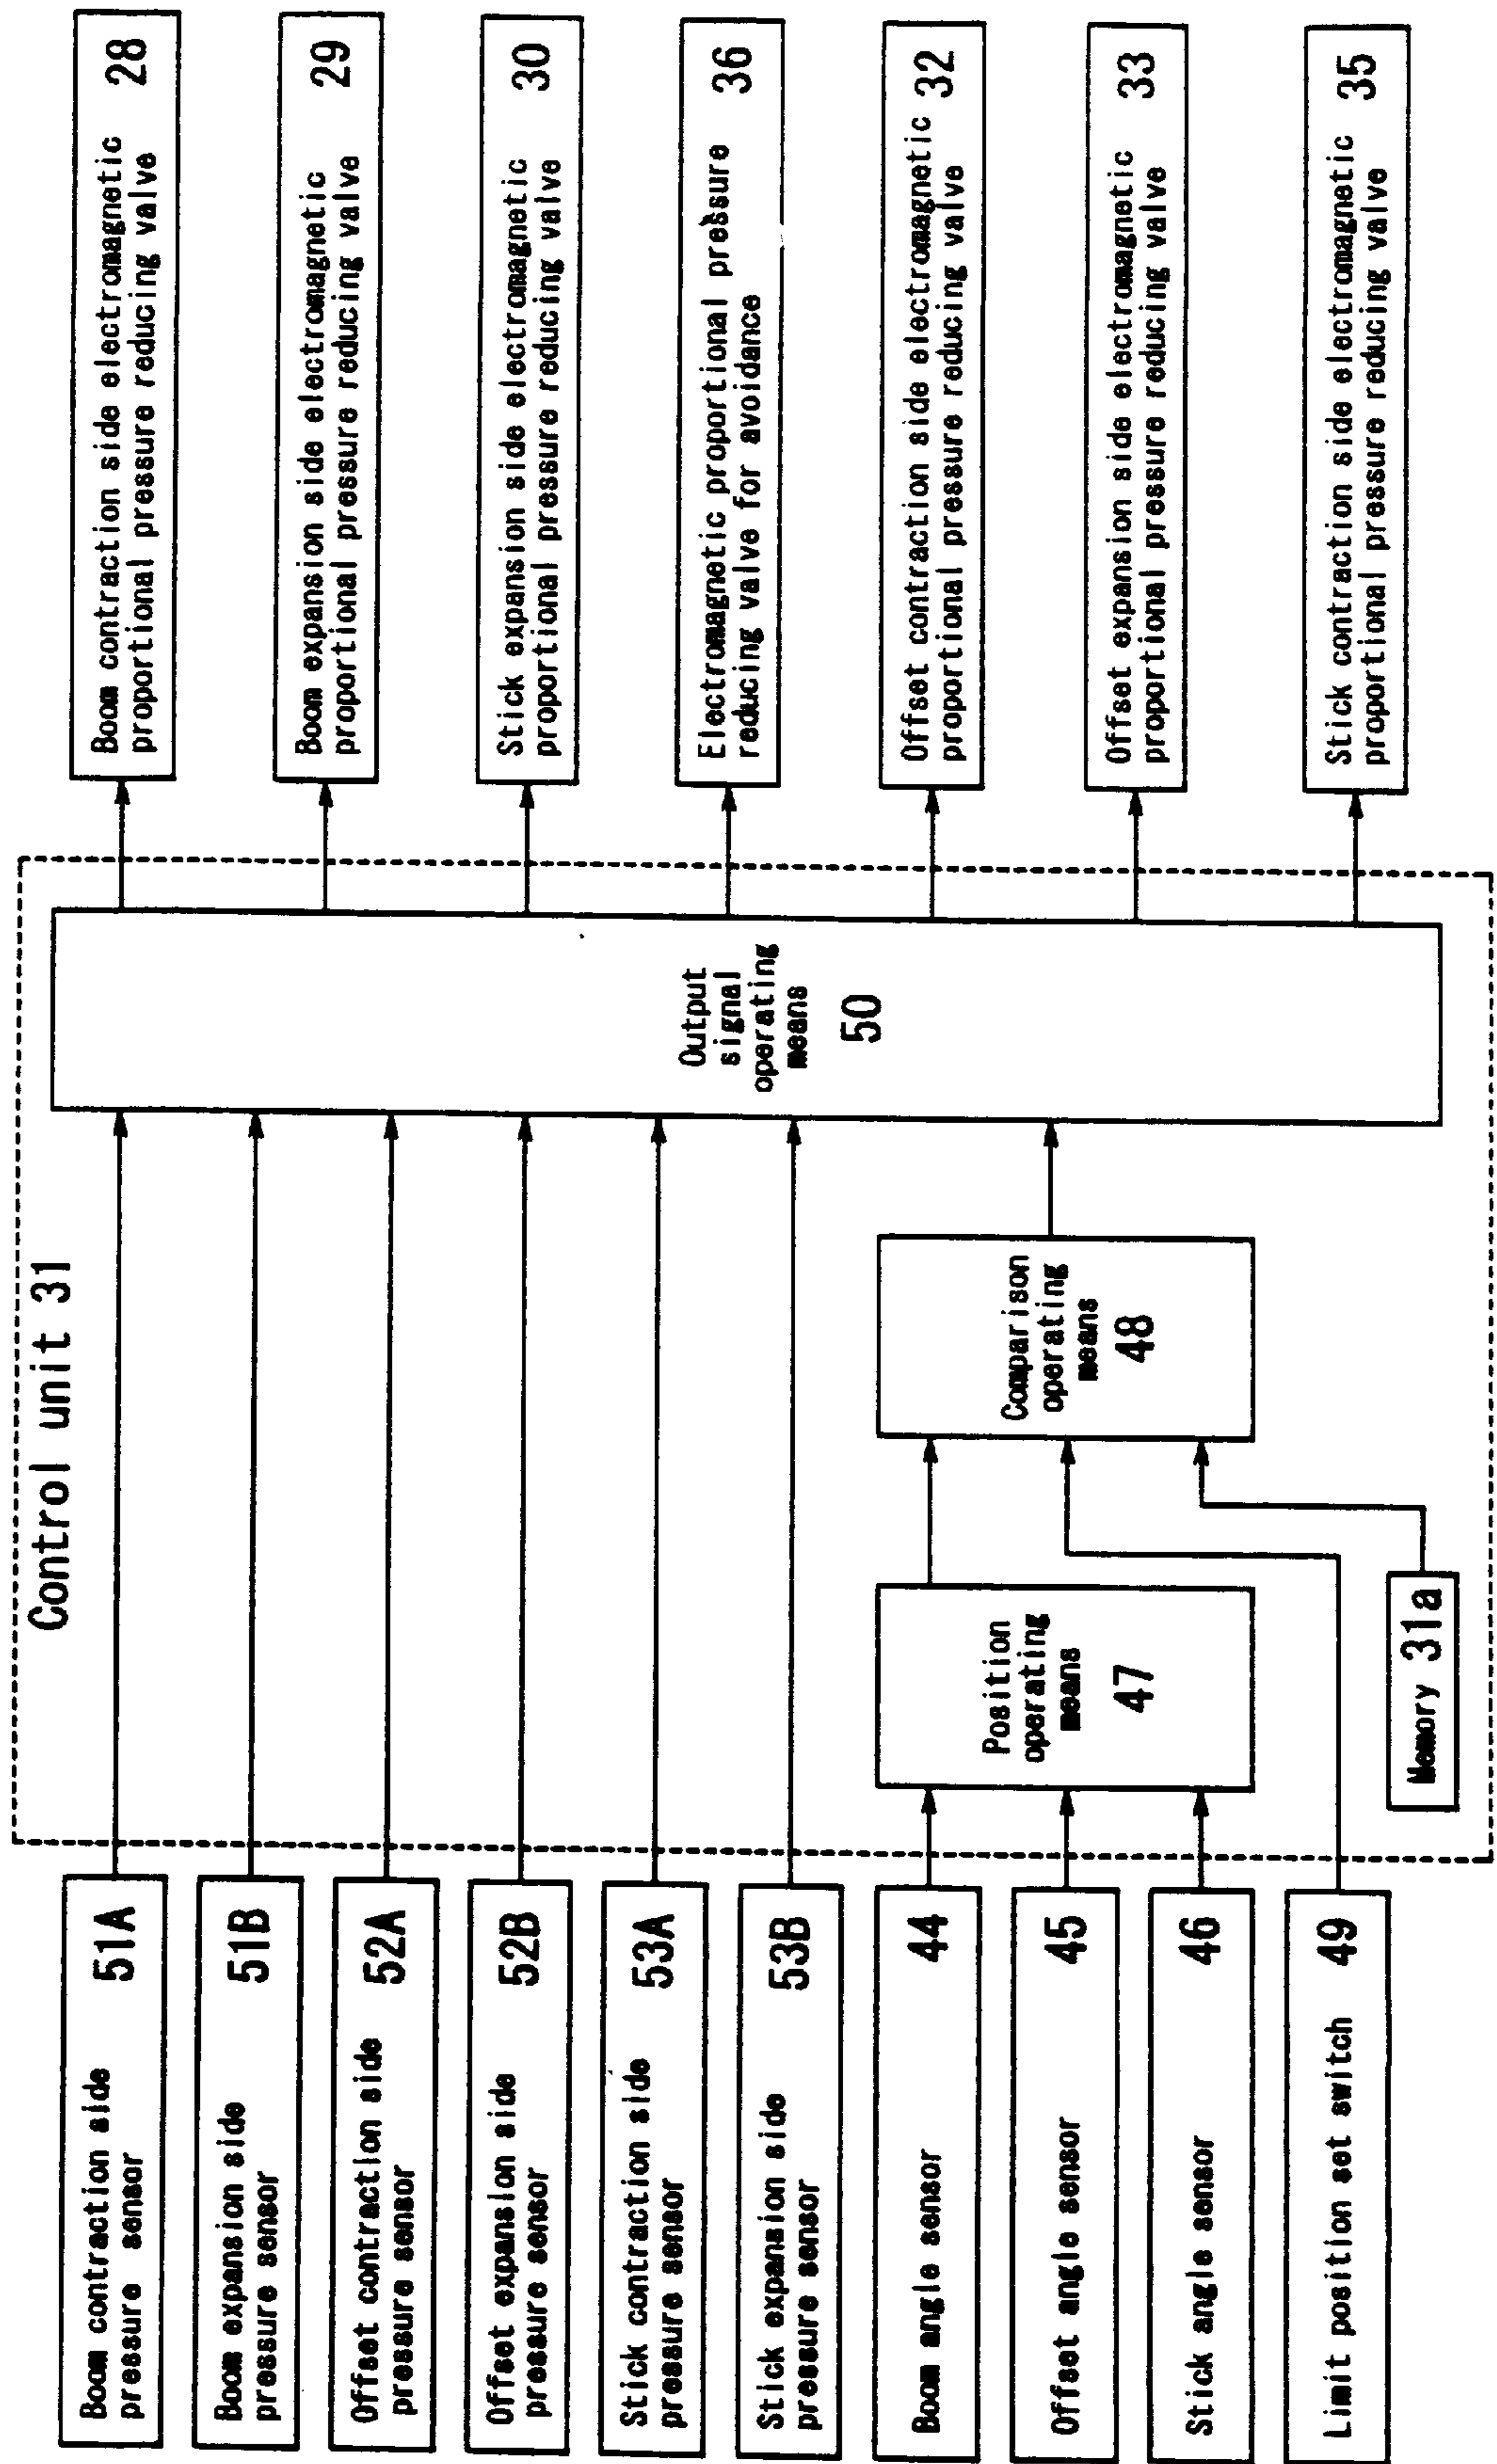 Control unit 31
Boom contraction side
pressure sensor
51A
Boom expansion side
pressure sensor
51B
Offset contraction side
pressure sensor
52A
Offset expansion side
pressure sensor
52B
Stick contraction side
pressure sensor
53A
Stick expansion side
pressure sensor
53B
Boom angle sensor 44
Offset angle sensor 45
Stick angle sensor 46
Limit position set switch 49
Position
operating
means
47
Memory 31a
Comparison
operating
means
48
Output
signal
operating
means
50
Boom contraction side electromagnetic
proportional pressure reducing valve
28
Boom expansion side electromagnetic
proportional pressure reducing valve
29
Stick expansion side electromagnetic
proportional pressure reducing valve
30
Electromagnetic proportional pressure
reducing valve for avoidance
36
Offset contraction side electromagnetic
proportional pressure reducing valve
32
Offset expansion side electromagnetic
proportional pressure reducing valve
33
Stick contraction side electromagnetic
proportional pressure reducing valve
35